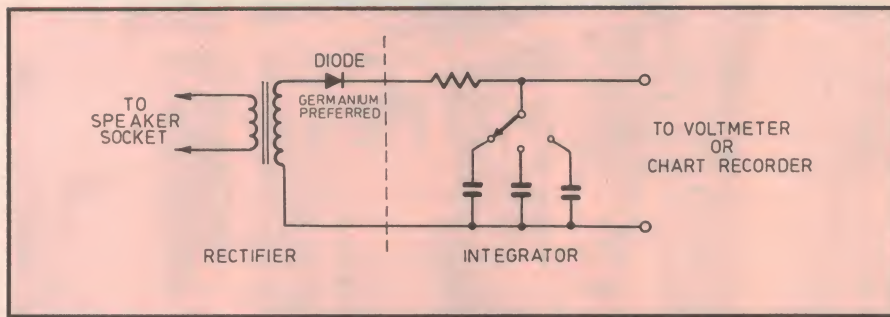 DIODE
GERMANIUM
PREFERRED
TO
SPEAKER
SOCKET
TO VOLTMETER
OR
CHART RECORDER
RECTIFIER
INTEGRATOR